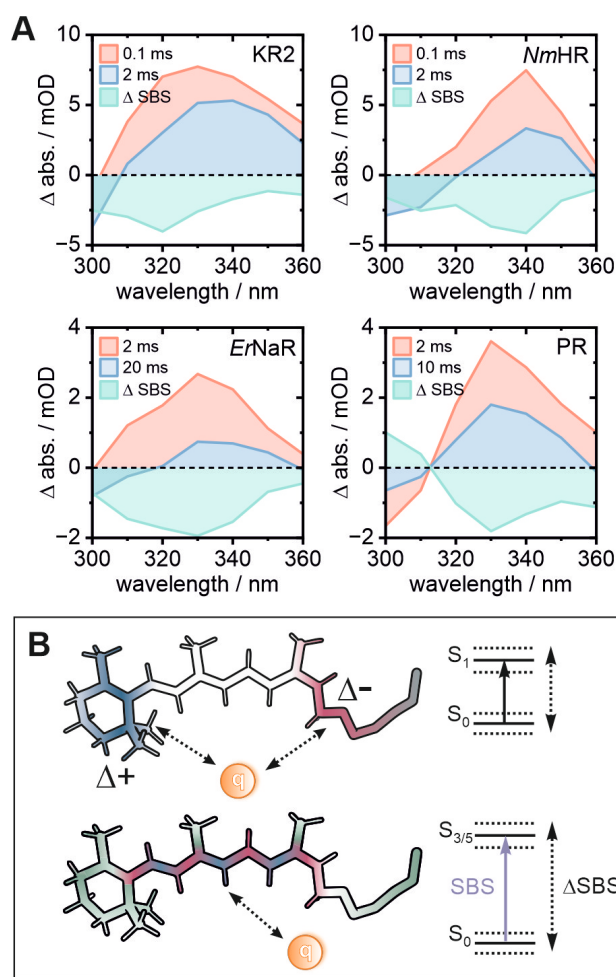 A
KR2
0.1 ms
2 ms
Δ SBS
10
5
0
−5
300 320 340 360
wavelength / nm
Δ abs. / mOD
NmHR
0.1 ms
2 ms
Δ SBS
10
5
0
−5
300 320 340 360
wavelength / nm
Δ abs. / mOD
ErNaR
2 ms
20 ms
Δ SBS
4
2
0
−2
300 320 340 360
wavelength / nm
Δ abs. / mOD
PR
2 ms
10 ms
Δ SBS
4
2
0
−2
300 320 340 360
wavelength / nm
Δ abs. / mOD
B
Δ+
Δ−
q
S₁
S₀
q
S₃/₅
SBS
ΔSBS
S₀